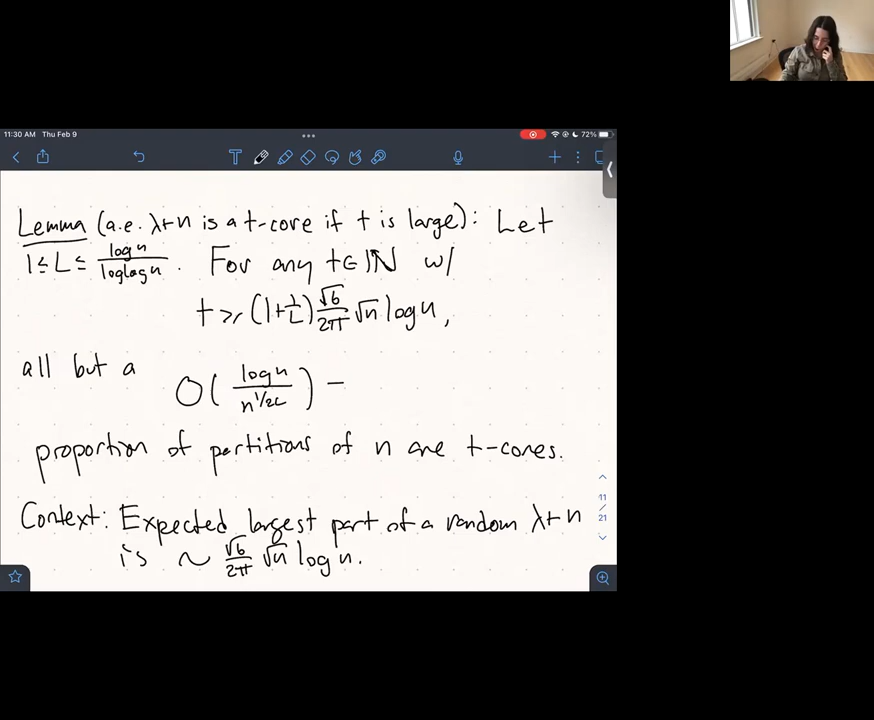 11:30 AM Thu Feb 9
72%
T
Lemma (a.e. λ⊢n is a t-core if t is large): Let
1 ≤ L ≤ log n / loglog n. For any t∈ℕ w/
t ≥ (1+1/L) √6/2π √n log n,
all but a
O( log n / n^1/2L ) –
proportion of partitions of n are t-cores.
Context: Expected largest part of a random λ⊢n
is ~ √6/2π √n log n.
11 / 21